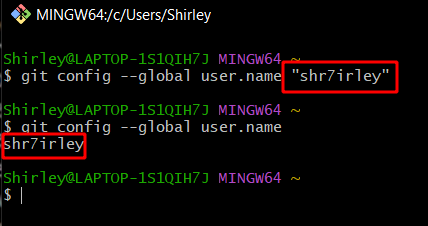 MINGW64:/c/Users/Shirley
Shirley@LAPTOP-1S1QIH7J MINGW64 ~
$ git config --global user.name "shr7irley"
Shirley@LAPTOP-1S1QIH7J MINGW64 ~
$ git config --global user.name
shr7irley
Shirley@LAPTOP-1S1QIH7J MINGW64 ~
$